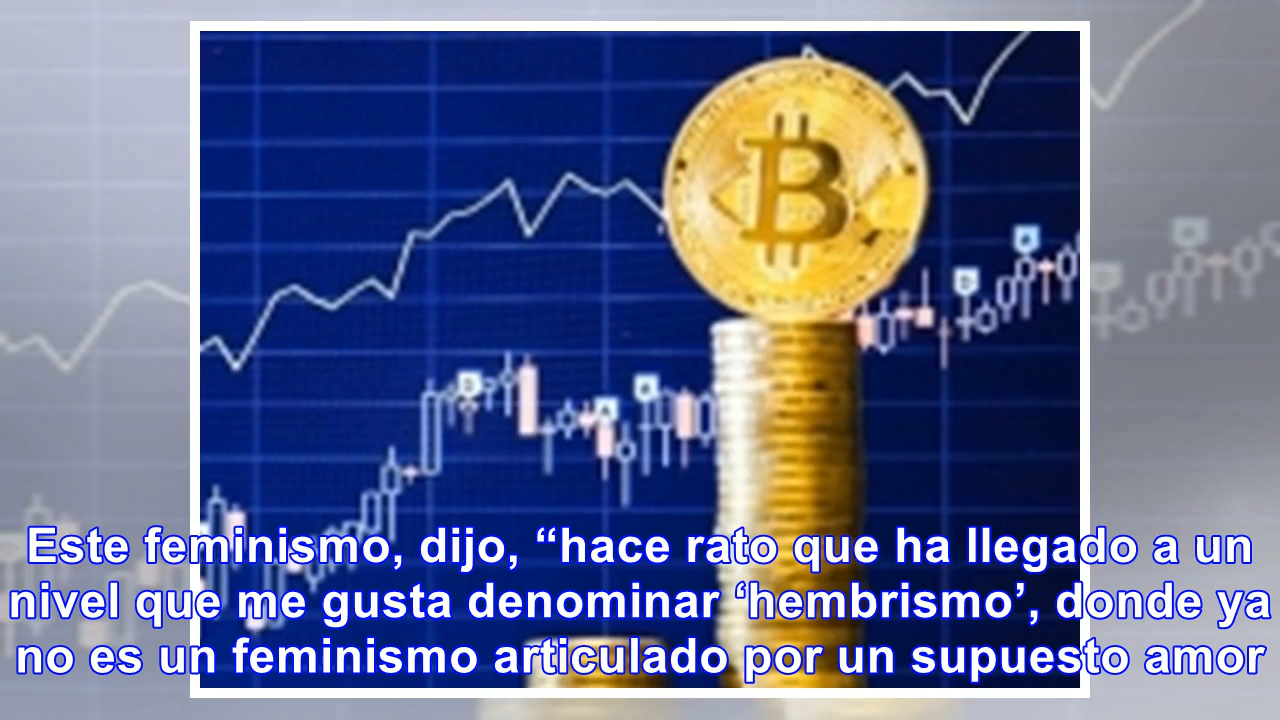 Este feminismo, dijo, “hace rato que ha llegado a un
nivel que me gusta denominar ‘hembrismo’, donde ya
no es un feminismo articulado por un supuesto amor